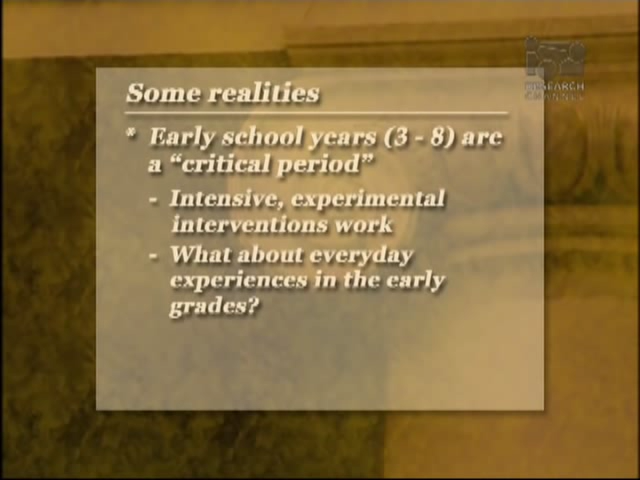 RESEARCH
Some realities
* Early school years (3 - 8) are
a “critical period”
- Intensive, experimental
interventions work
- What about everyday
experiences in the early
grades?